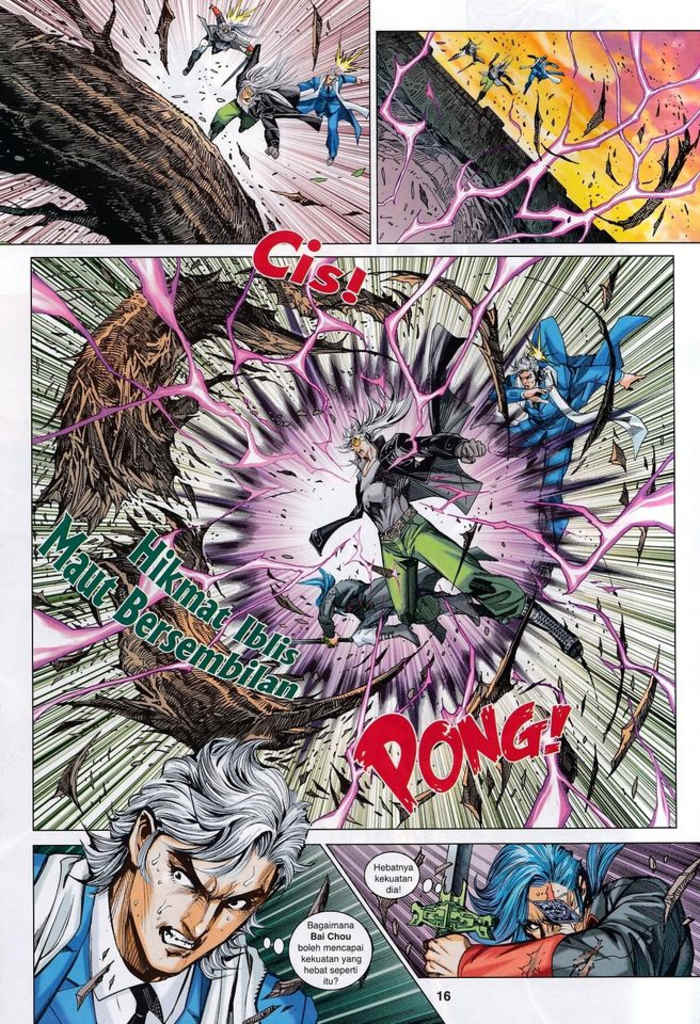 Cis!
Hikmat Iblis
Maut Bersembilan
PONG!
Bagaimana
Bai Chou
boleh mencapai
kekuatan yang
hebat seperti
itu?
Hebatnya
kekuatan
dia!
16